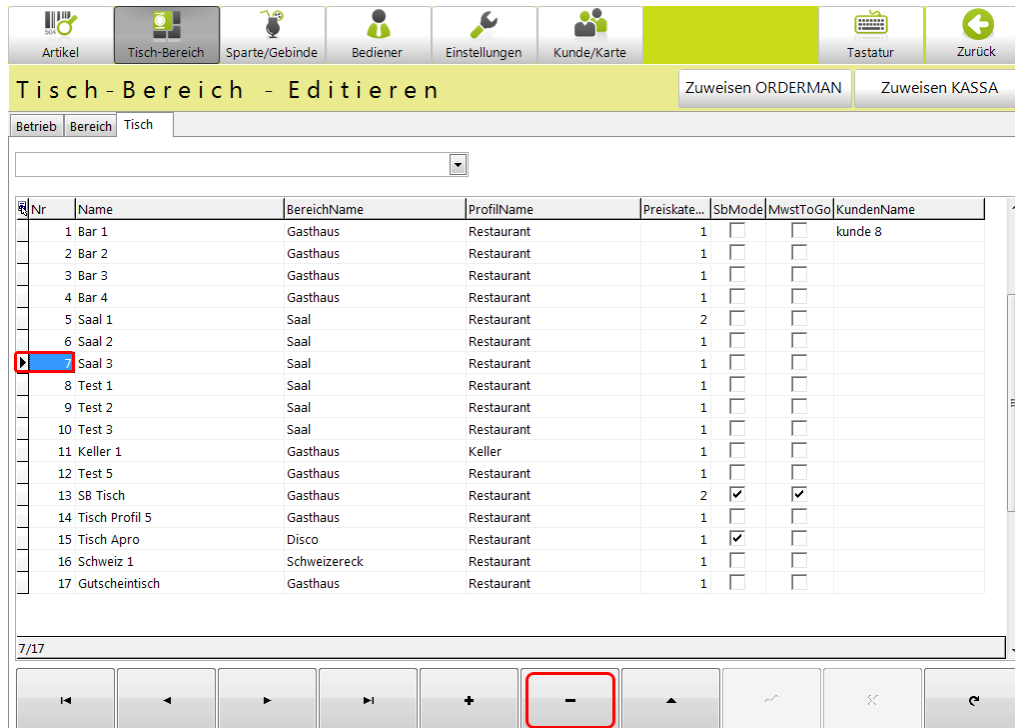 504
Artikel Tisch-Bereich Sparte/Gebinde Bediener Einstellungen Kunde/Karte Tastatur Zurück
Tisch-Bereich - Editieren Zuweisen ORDERMAN Zuweisen KASSA
Betrieb Bereich Tisch
Nr Name BereichName ProfilName Preiskate... SbMode MwstToGo KundenName
1 Bar 1 Gasthaus Restaurant 1 kunde 8
2 Bar 2 Gasthaus Restaurant 1
3 Bar 3 Gasthaus Restaurant 1
4 Bar 4 Gasthaus Restaurant 1
5 Saal 1 Saal Restaurant 2
6 Saal 2 Saal Restaurant 1
7 Saal 3 Saal Restaurant 1
8 Test 1 Saal Restaurant 1
9 Test 2 Saal Restaurant 1
10 Test 3 Saal Restaurant 1
11 Keller 1 Gasthaus Keller 1
12 Test 5 Gasthaus Restaurant 1
13 SB Tisch Gasthaus Restaurant 2
14 Tisch Profil 5 Gasthaus Restaurant 1
15 Tisch Apro Disco Restaurant 1
16 Schweiz 1 Schweizereck Restaurant 1
17 Gutscheintisch Gasthaus Restaurant 1
7/17